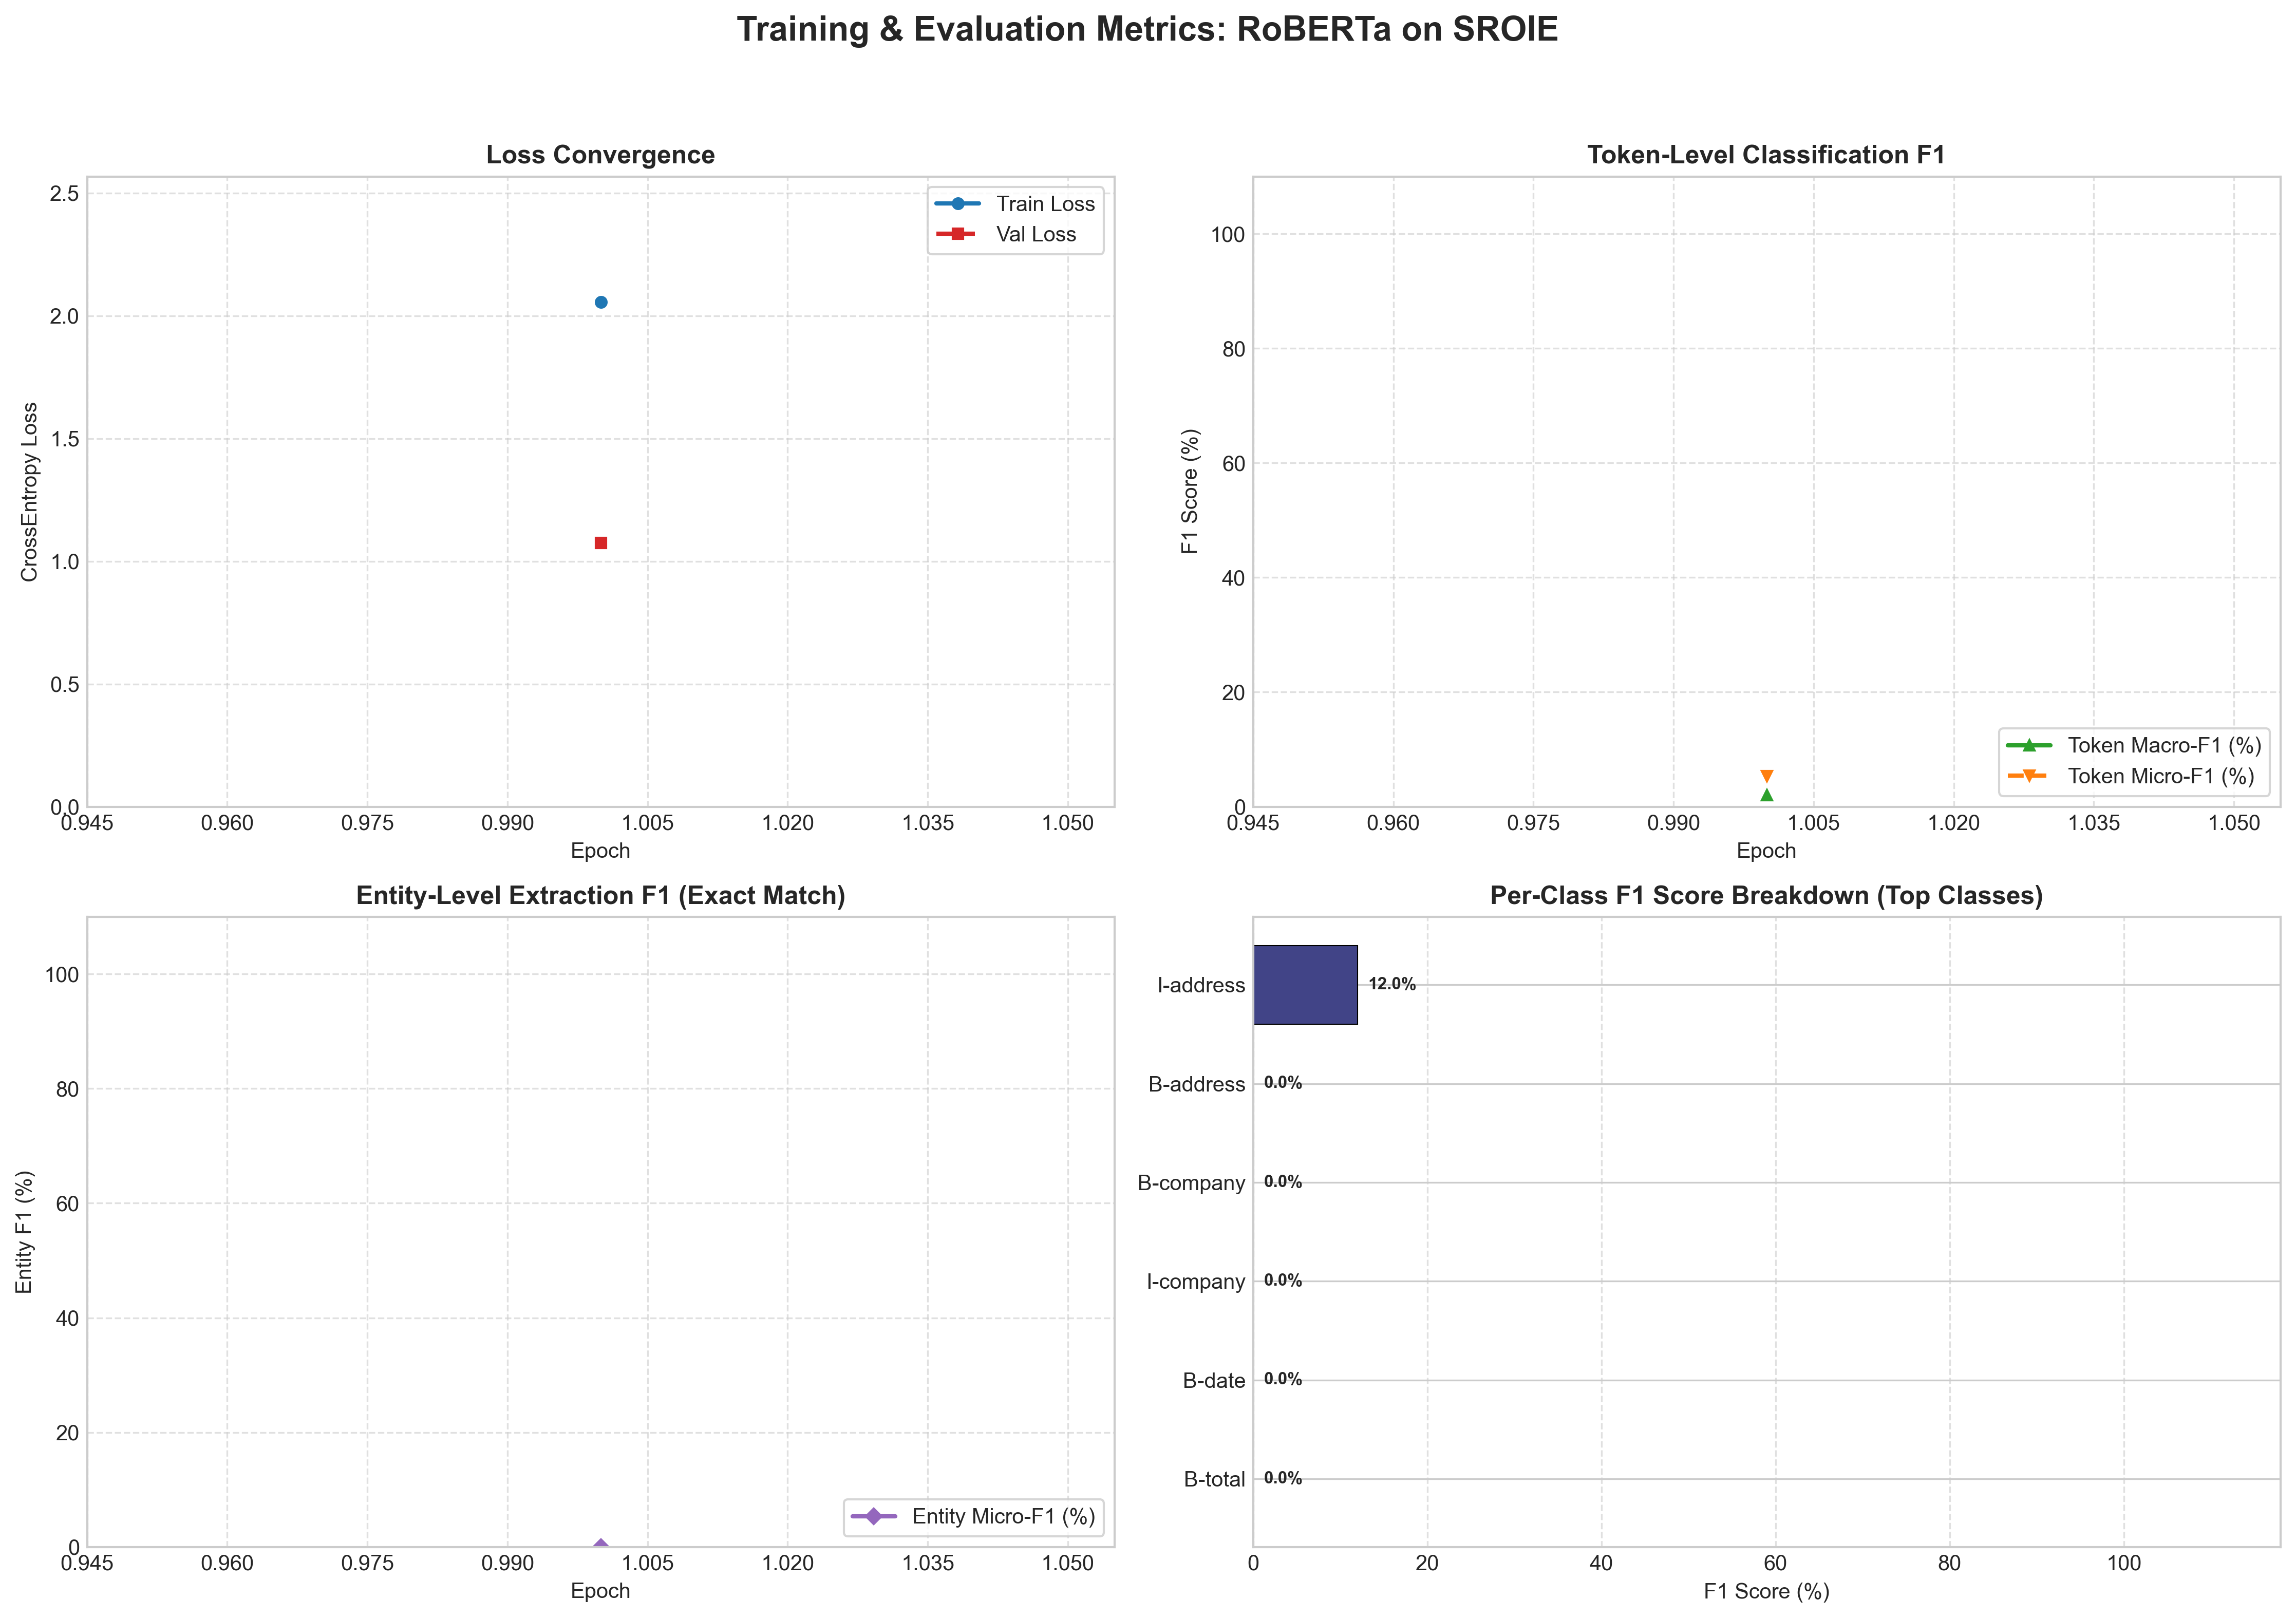 Training & Evaluation Metrics: RoBERTa on SROIE
Loss Convergence
2.5
2.0
1.5
1.0
0.5
0.0
CrossEntropy Loss
Train Loss
Val Loss
0.945 0.960 0.975 0.990 1.005 1.020 1.035 1.050
Epoch
Token-Level Classification F1
100
80
60
40
20
0
F1 Score (%)
Token Macro-F1 (%)
Token Micro-F1 (%)
0.945 0.960 0.975 0.990 1.005 1.020 1.035 1.050
Epoch
Entity-Level Extraction F1 (Exact Match)
100
80
60
40
20
0
Entity F1 (%)
Entity Micro-F1 (%)
0.945 0.960 0.975 0.990 1.005 1.020 1.035 1.050
Epoch
Per-Class F1 Score Breakdown (Top Classes)
I-address 12.0%
B-address 0.0%
B-company 0.0%
I-company 0.0%
B-date 0.0%
B-total 0.0%
0 20 40 60 80 100
F1 Score (%)